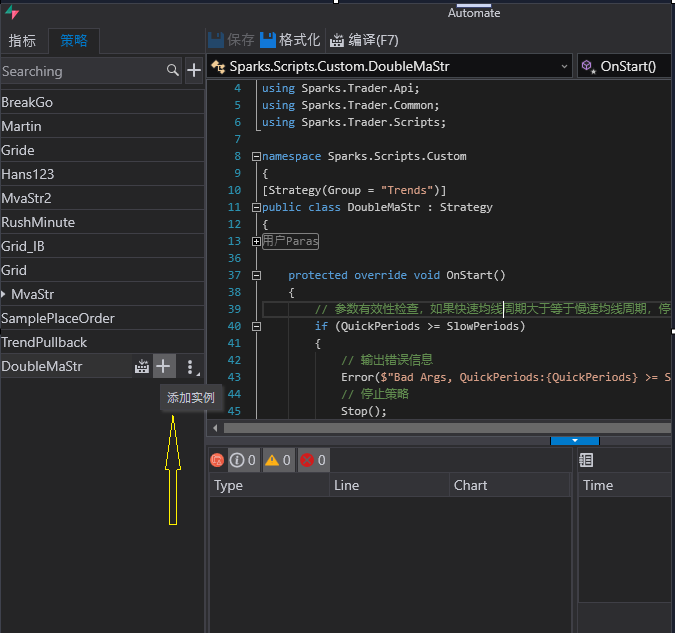 Automate
指标 策略
保存 格式化 编译(F7)
Searching
Sparks.Scripts.Custom.DoubleMaStr OnStart()
BreakGo
Martin
Gride
Hans123
MvaStr2
RushMinute
Grid_IB
Grid
MvaStr
SamplePlaceOrder
TrendPullback
DoubleMaStr
添加实例
4 using Sparks.Trader.Api;
5 using Sparks.Trader.Common;
6 using Sparks.Trader.Scripts;
7
8 namespace Sparks.Scripts.Custom
9 {
10 [Strategy(Group = "Trends")]
11 public class DoubleMaStr : Strategy
12 {
13 用户Paras
36
37 protected override void OnStart()
38 {
39 // 参数有效性检查，如果快速均线周期大于等于慢速均线周期，停
40 if (QuickPeriods >= SlowPeriods)
41 {
42 // 输出错误信息
43 Error($"Bad Args, QuickPeriods:{QuickPeriods} >= S
44 // 停止策略
45 Stop();
0 0 0
Type Line Chart Time